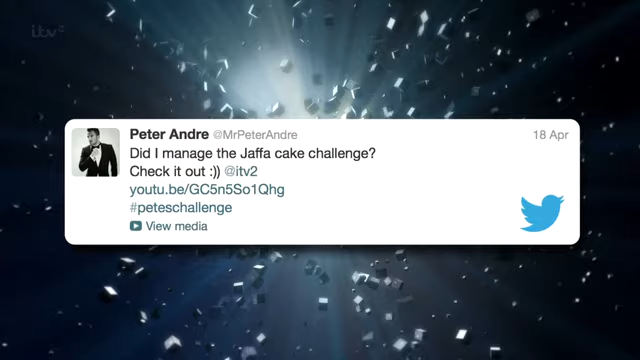 itv2
Peter Andre @MrPeterAndre 18 Apr
Did I manage the Jaffa cake challenge?
Check it out :)) @itv2
youtu.be/GC5n5So1Qhg
#peteschallenge
View media